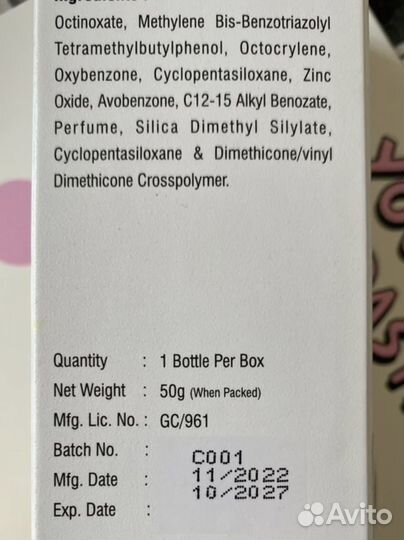 Octinoxate, Methylene Bis-Benzotriazolyl
Tetramethylbutylphenol, Octocrylene,
Oxybenzone, Cyclopentasiloxane, Zinc
Oxide, Avobenzone, C12-15 Alkyl Benozate,
Perfume, Silica Dimethyl Silylate,
Cyclopentasiloxane & Dimethicone/vinyl
Dimethicone Crosspolymer.
Quantity : 1 Bottle Per Box
Net Weight : 50g (When Packed)
Mfg. Lic. No. : GC/961
Batch No. : C001
Mfg. Date : 11/2022
Exp. Date : 10/2027
Avito